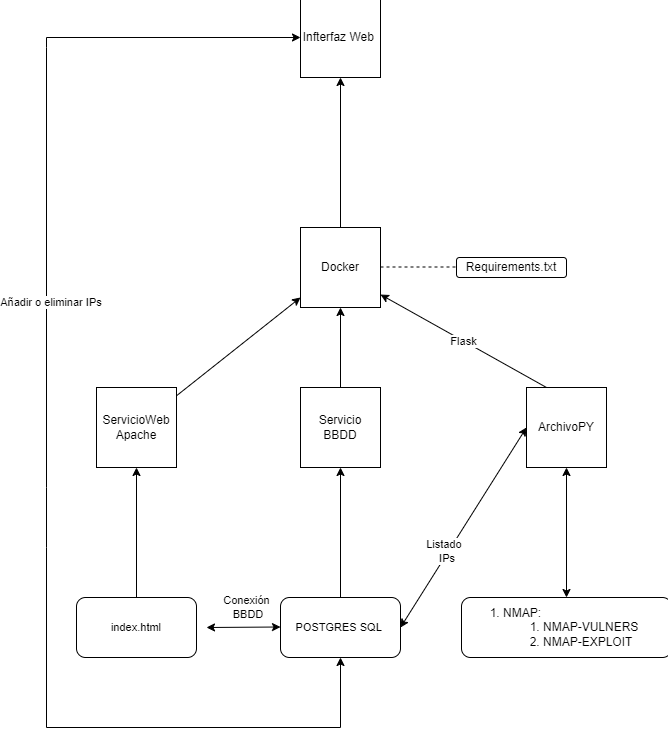 Infterfaz Web
Docker
Requirements.txt
Añadir o eliminar IPs
Flask
ServicioWeb
Apache
Servicio
BBDD
ArchivoPY
Listado
IPs
Conexión
BBDD
index.html
POSTGRES SQL
1. NMAP:
1. NMAP-VULNERS
2. NMAP-EXPLOIT